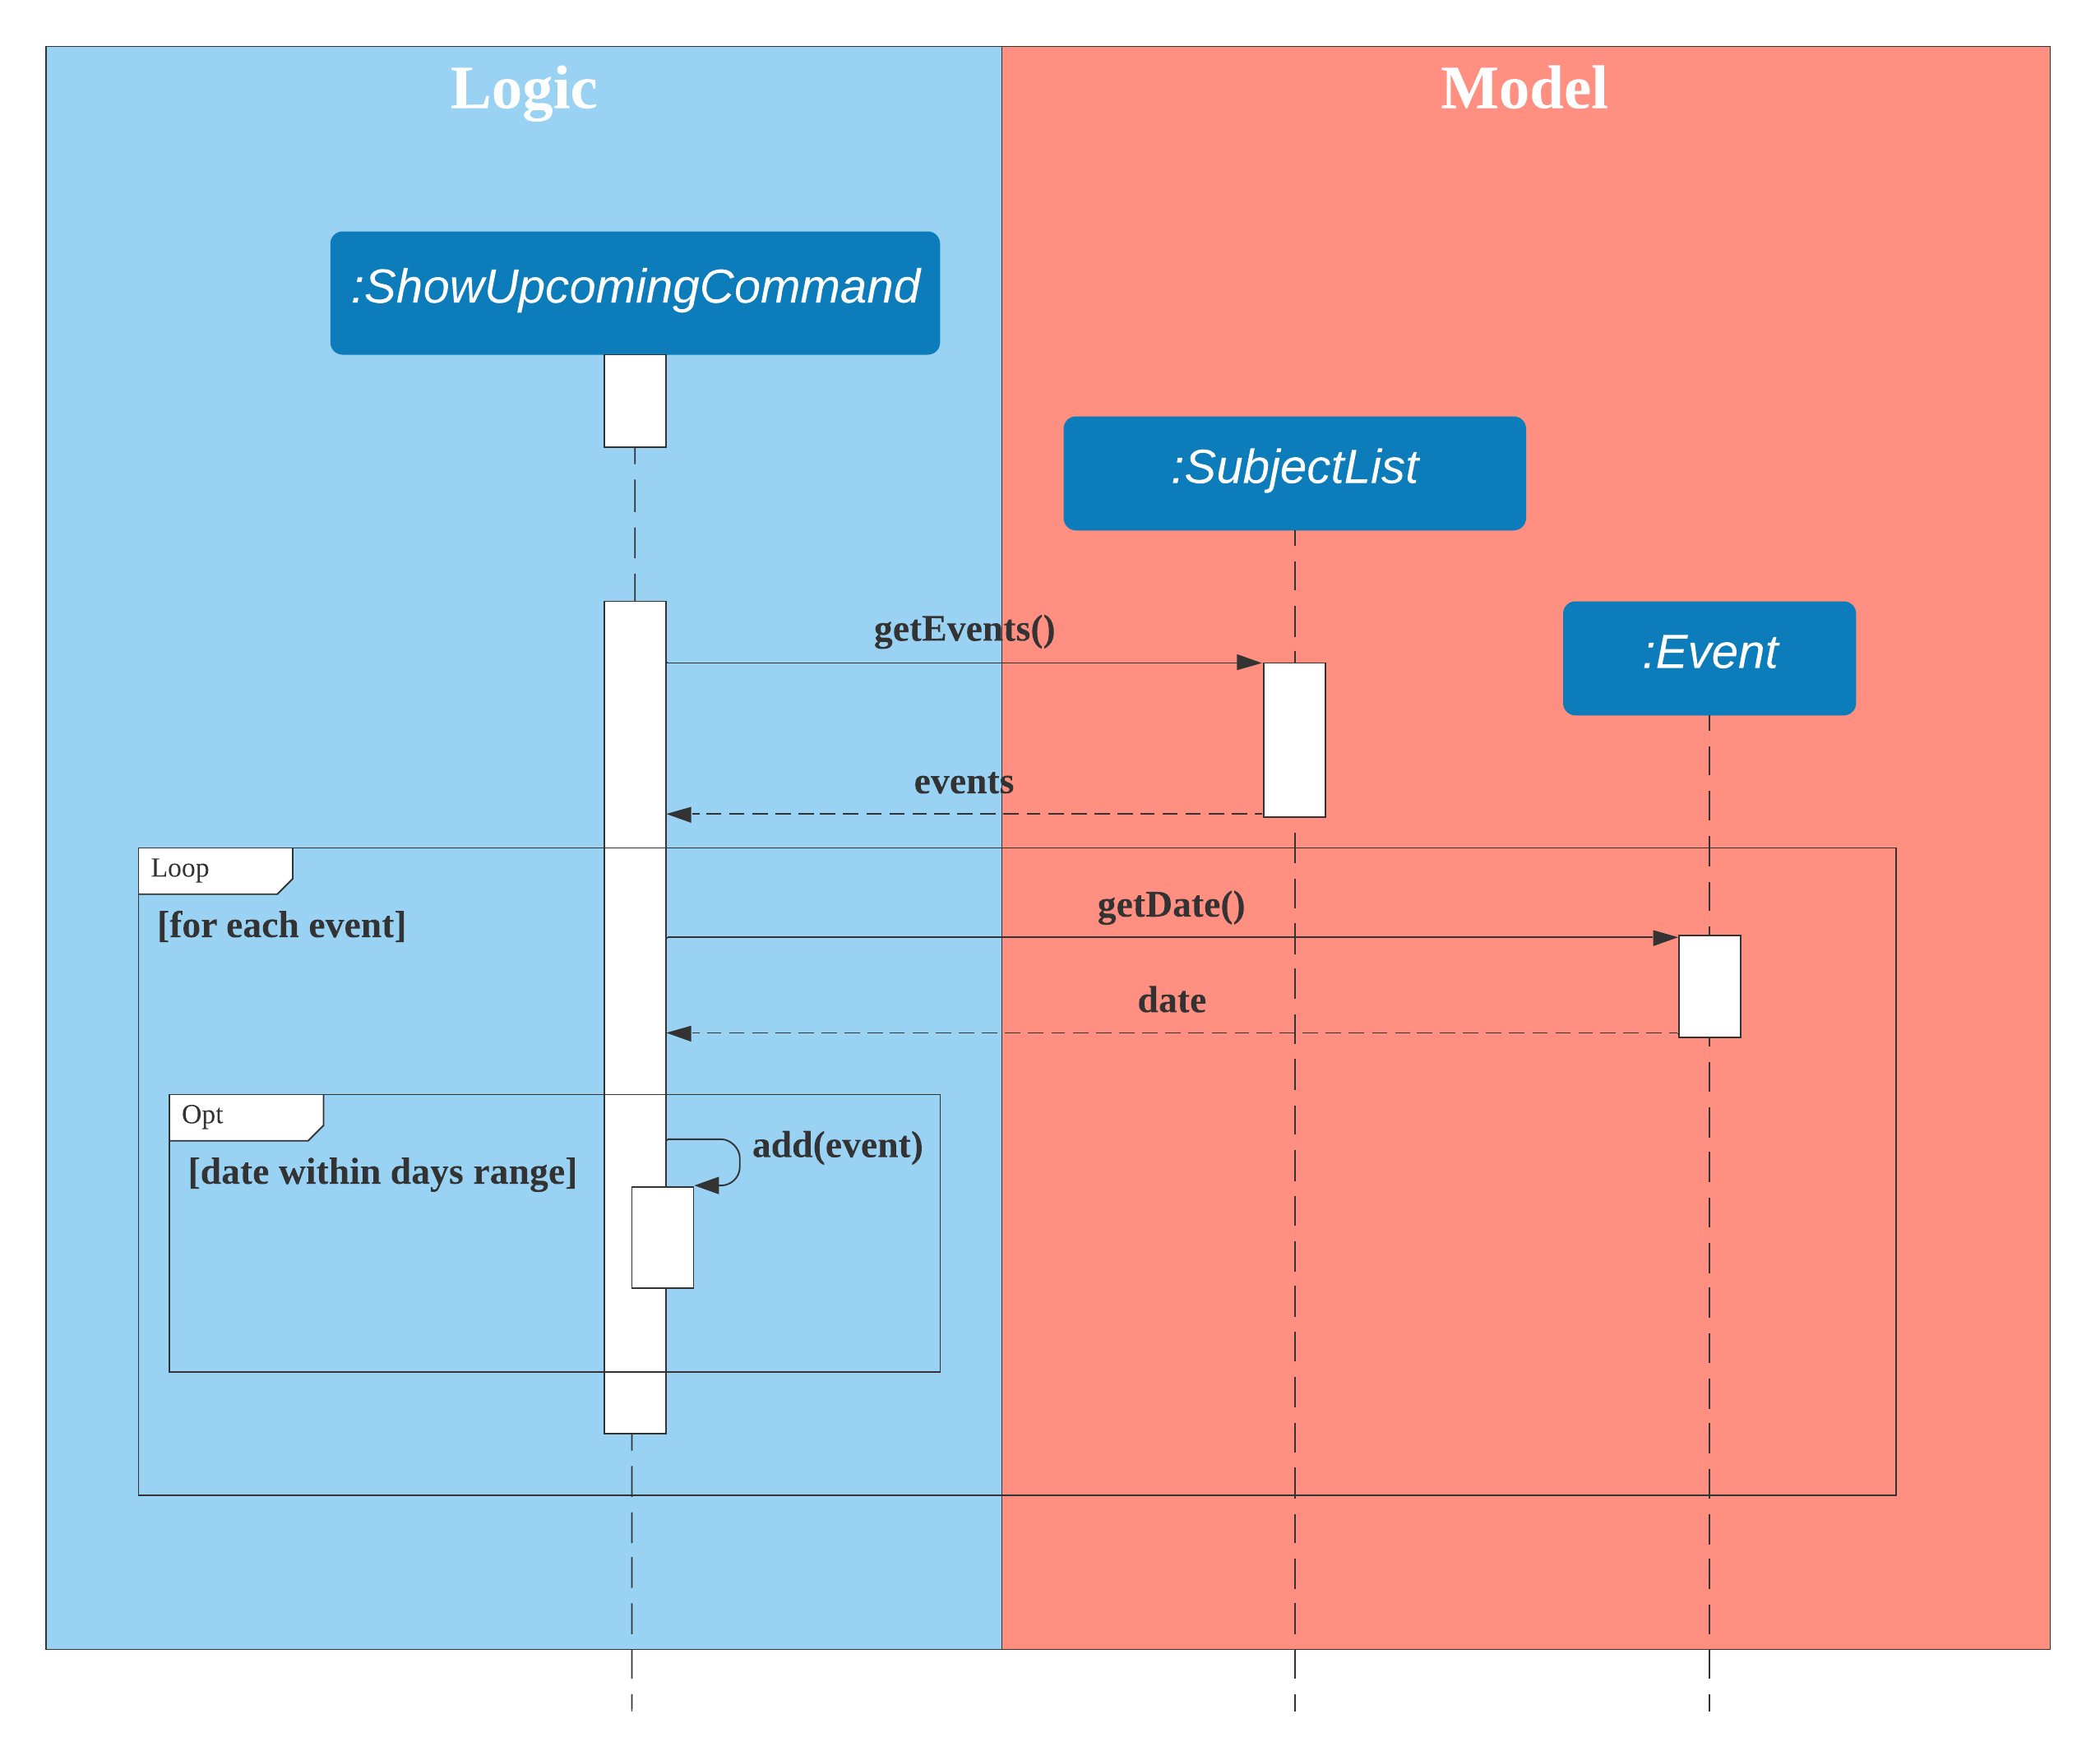 Logic
Model
:ShowUpcomingCommand
:SubjectList
getEvents()
:Event
events
Loop
[for each event]
getDate()
date
Opt
add(event)
[date within days range]